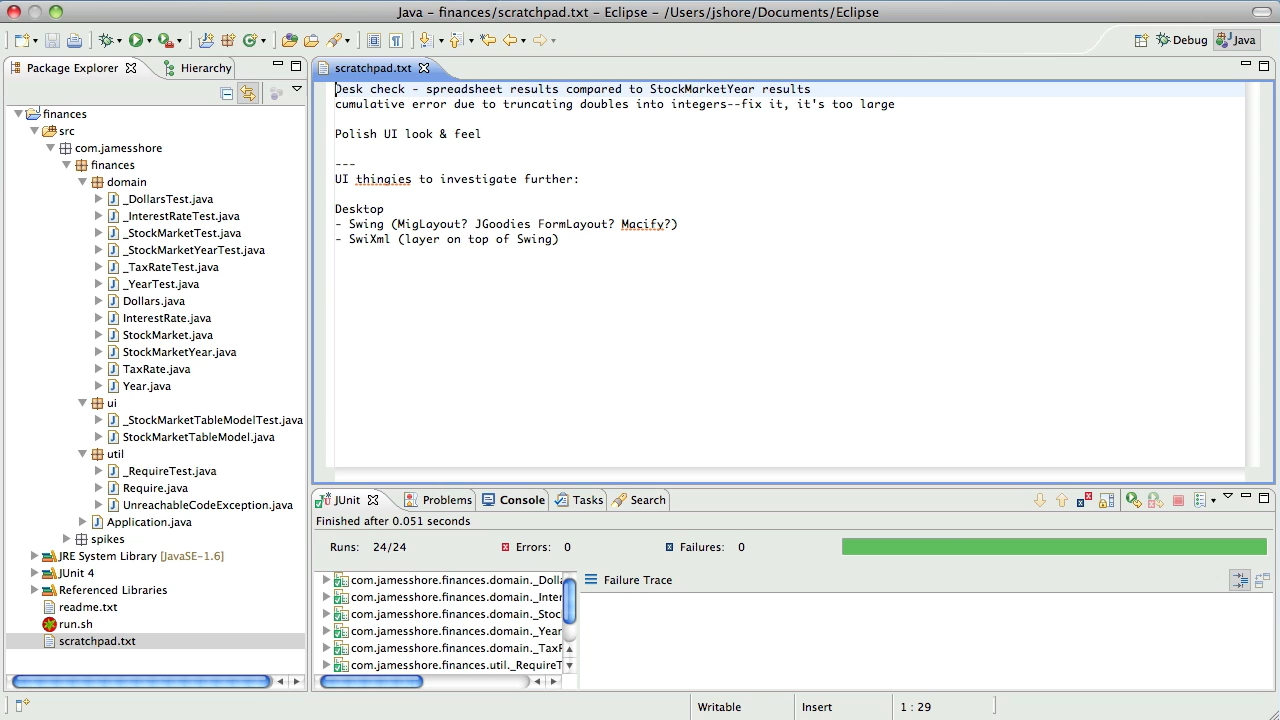 Java – finances/scratchpad.txt – Eclipse – /Users/jshore/Documents/Eclipse
Debug
Java
Package Explorer
Hierarchy
finances
src
com.jamesshore
finances
domain
_DollarsTest.java
_InterestRateTest.java
_StockMarketTest.java
_StockMarketYearTest.java
_TaxRateTest.java
_YearTest.java
Dollars.java
InterestRate.java
StockMarket.java
StockMarketYear.java
TaxRate.java
Year.java
ui
_StockMarketTableModelTest.java
StockMarketTableModel.java
util
_RequireTest.java
Require.java
UnreachableCodeException.java
Application.java
spikes
JRE System Library [JavaSE-1.6]
JUnit 4
Referenced Libraries
readme.txt
run.sh
scratchpad.txt
scratchpad.txt
Desk check - spreadsheet results compared to StockMarketYear results
cumulative error due to truncating doubles into integers--fix it, it's too large
Polish UI look & feel
---
UI thingies to investigate further:
Desktop
- Swing (MigLayout? JGoodies FormLayout? Macify?)
- SwiXml (layer on top of Swing)
JUnit
Problems
Console
Tasks
Search
Finished after 0.051 seconds
Runs: 24/24
Errors: 0
Failures: 0
com.jamesshore.finances.domain._Dolla
com.jamesshore.finances.domain._Inter
com.jamesshore.finances.domain._Stoc
com.jamesshore.finances.domain._Year
com.jamesshore.finances.domain._TaxR
com.jamesshore.finances.util._RequireT
Failure Trace
Writable
Insert
1 : 29